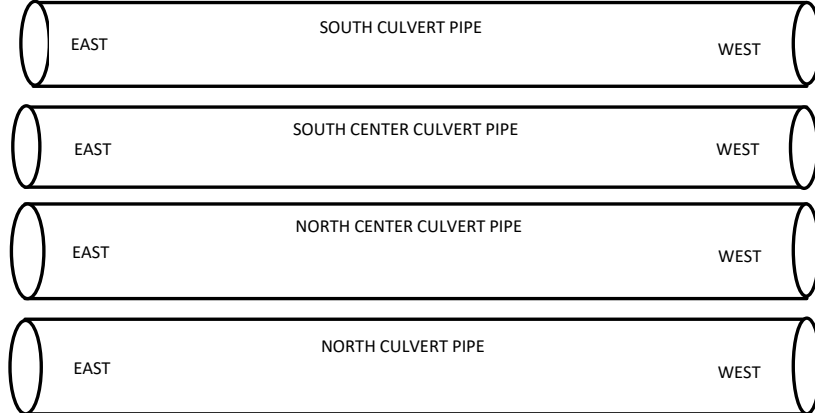 SOUTH CULVERT PIPE
EAST
WEST
SOUTH CENTER CULVERT PIPE
EAST
WEST
NORTH CENTER CULVERT PIPE
EAST
WEST
NORTH CULVERT PIPE
EAST
WEST